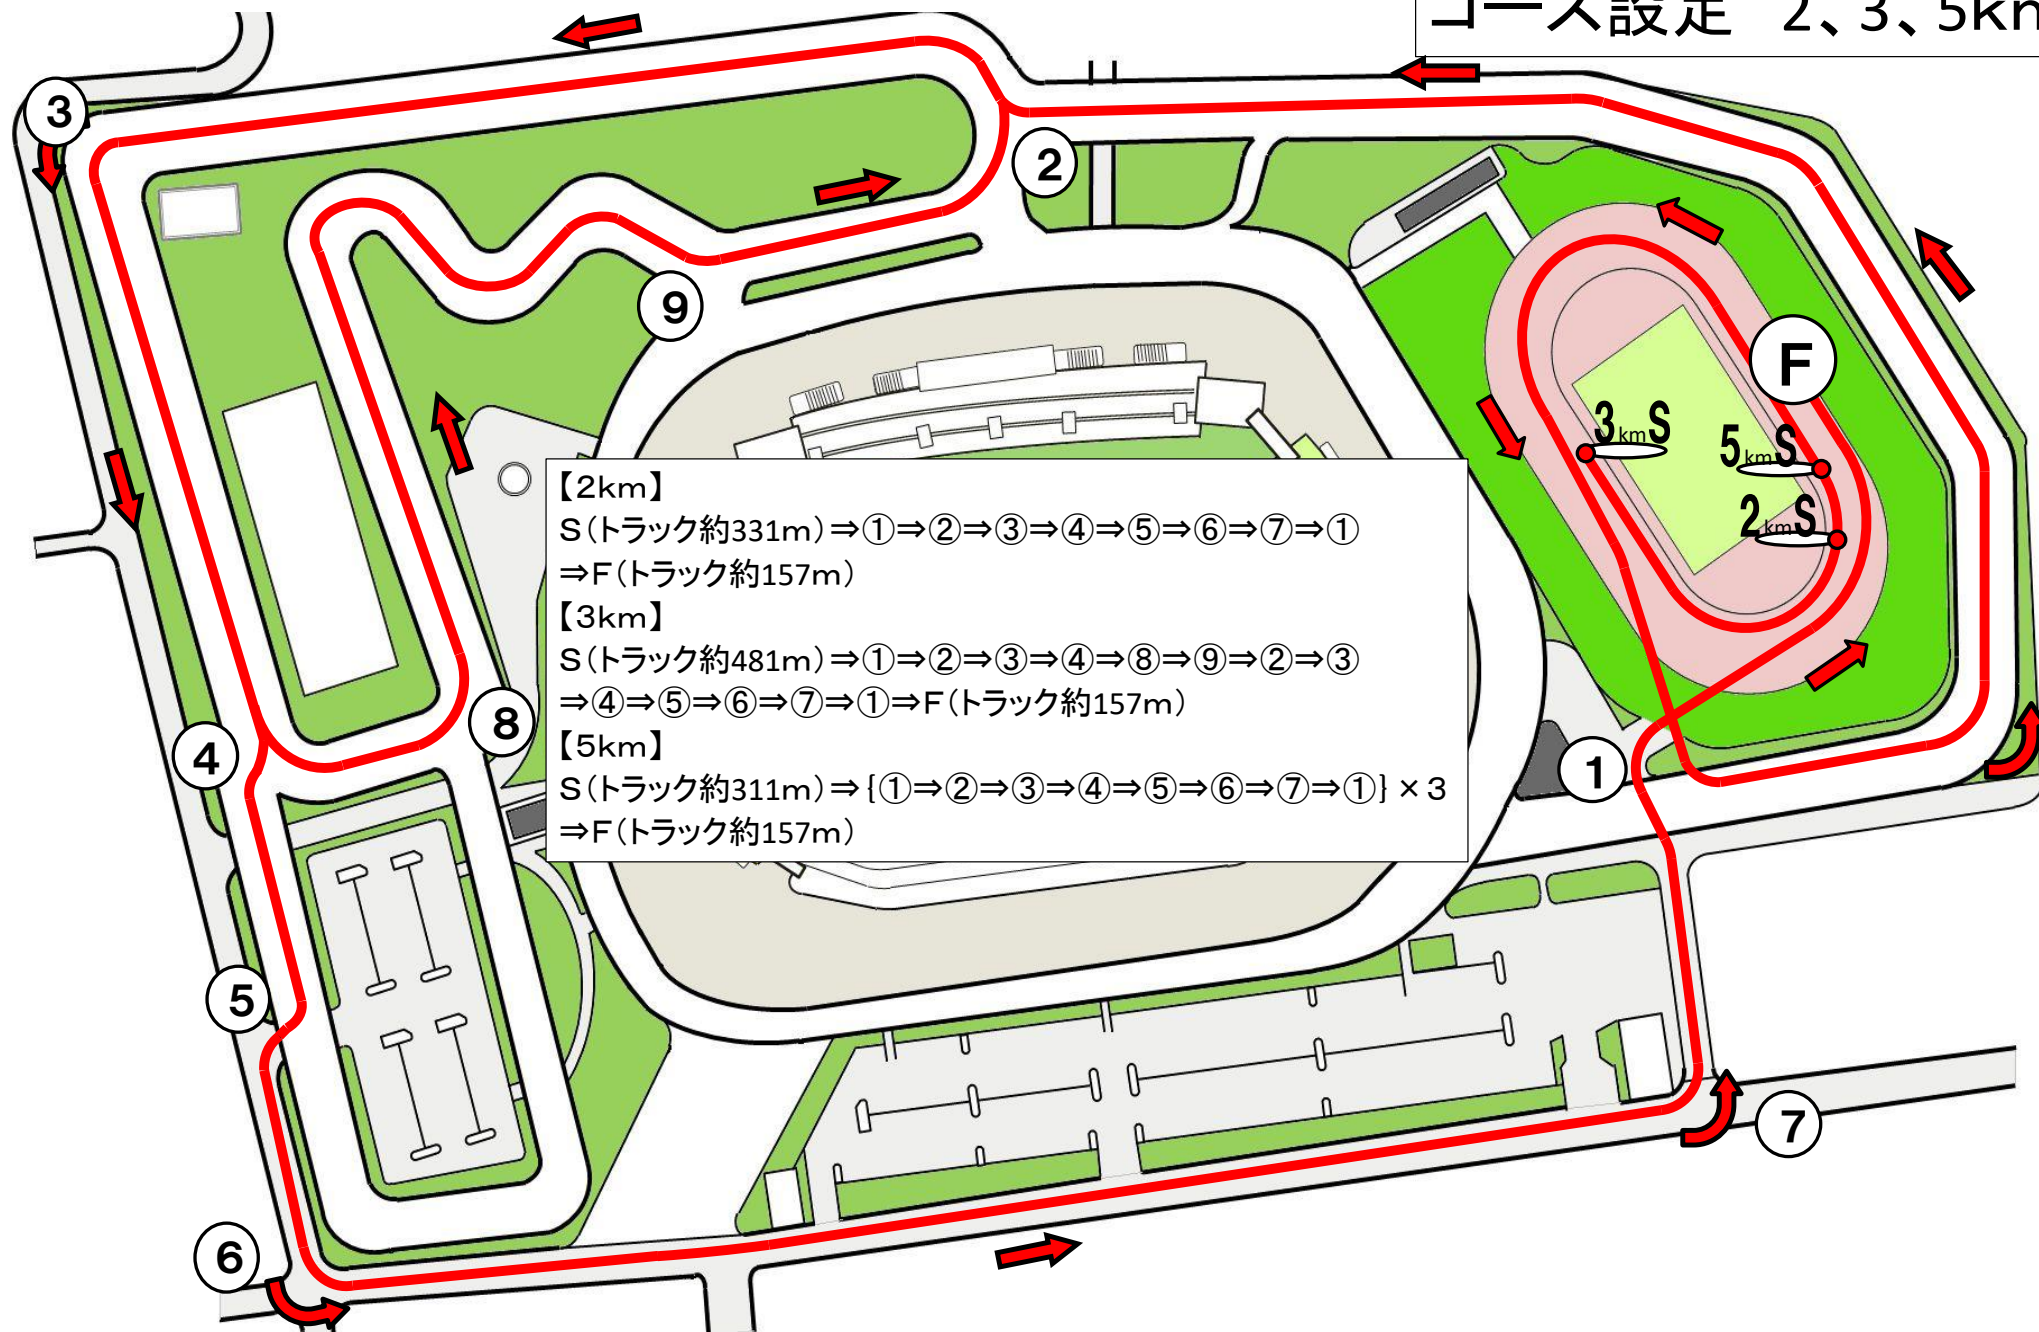 コース設定 2、3、5km
3
2
9
F
3kmS
5kmS
2kmS
【2km】
S(トラック約331m)⇒①⇒②⇒③⇒④⇒⑤⇒⑥⇒⑦⇒①
⇒F(トラック約157m)
【3km】
S(トラック約481m)⇒①⇒②⇒③⇒④⇒⑧⇒⑨⇒②⇒③
⇒④⇒⑤⇒⑥⇒⑦⇒①⇒F(トラック約157m)
【5km】
S(トラック約311m)⇒{①⇒②⇒③⇒④⇒⑤⇒⑥⇒⑦⇒①}×3
⇒F(トラック約157m)
8
4
1
5
7
6